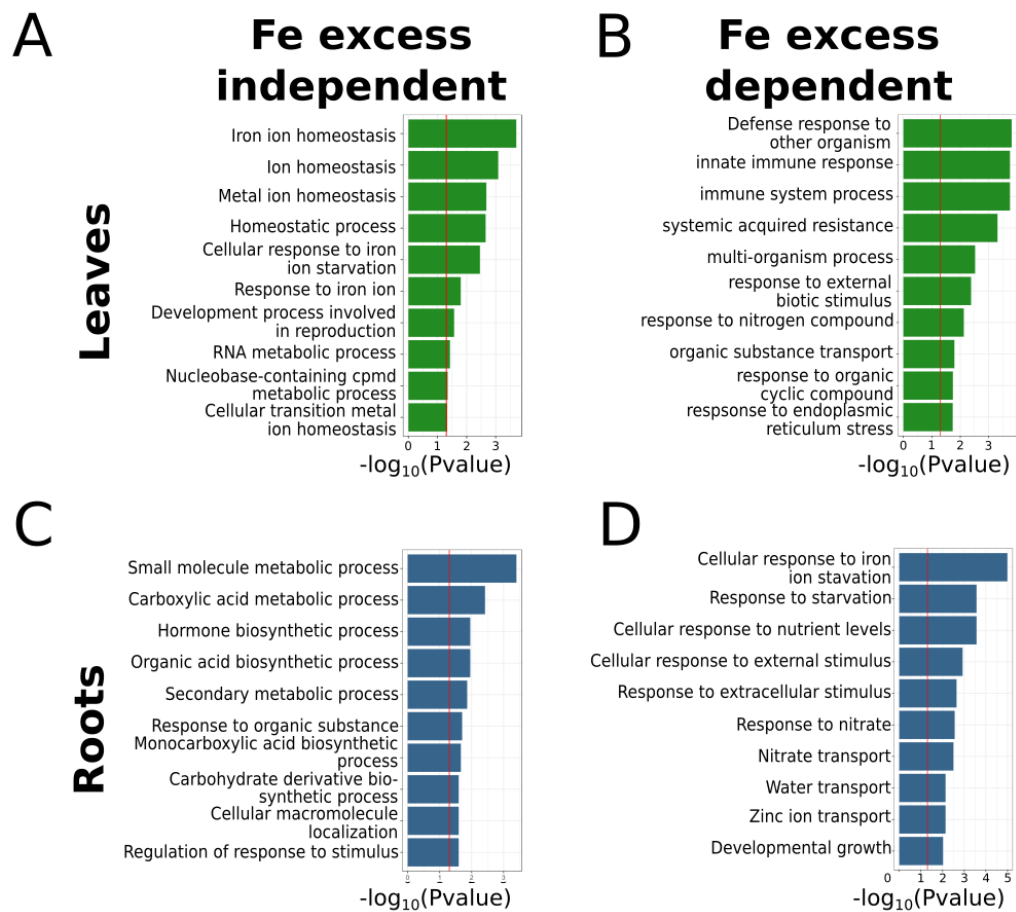 A
Fe excess
independent
B
Fe excess
dependent
Leaves
Iron ion homeostasis
Ion homeostasis
Metal ion homeostasis
Homeostatic process
Cellular response to iron
ion starvation
Response to iron ion
Development process involved
in reproduction
RNA metabolic process
Nucleobase-containing cpmd
metabolic process
Cellular transition metal
ion homeostasis
0 1 2 3
-log10(Pvalue)
Defense response to
other organism
innate immune response
immune system process
systemic acquired resistance
multi-organism process
response to external
biotic stimulus
response to nitrogen compound
organic substance transport
response to organic
cyclic compound
respsonse to endoplasmic
reticulum stress
0 1 2 3
-log10(Pvalue)
C
Roots
Small molecule metabolic process
Carboxylic acid metabolic process
Hormone biosynthetic process
Organic acid biosynthetic process
Secondary metabolic process
Response to organic substance
Monocarboxylic acid biosynthetic
process
Carbohydrate derivative bio-
synthetic process
Cellular macromolecule
localization
Regulation of response to stimulus
0 1 2 3
-log10(Pvalue)
D
Cellular response to iron
ion stavation
Response to starvation
Cellular response to nutrient levels
Cellular response to external stimulus
Response to extracellular stimulus
Response to nitrate
Nitrate transport
Water transport
Zinc ion transport
Developmental growth
0 1 2 3 4 5
-log10(Pvalue)